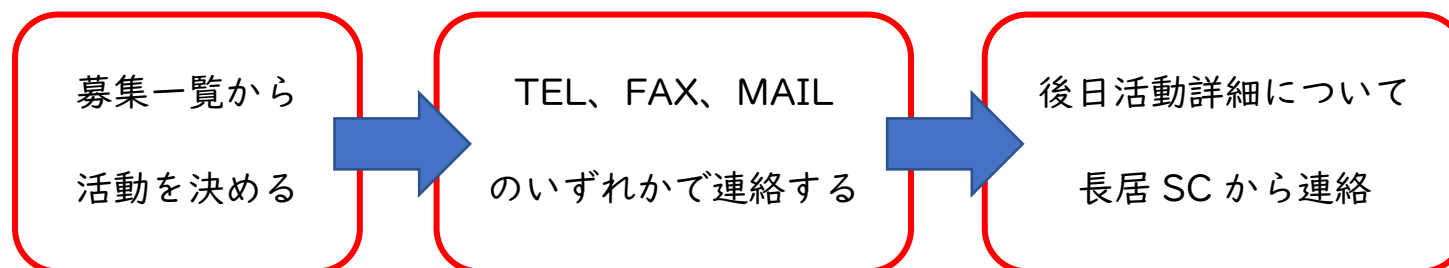 募集一覧から
活動を決める
TEL、FAX、MAIL
のいずれかで連絡する
後日活動詳細について
長居 SC から連絡